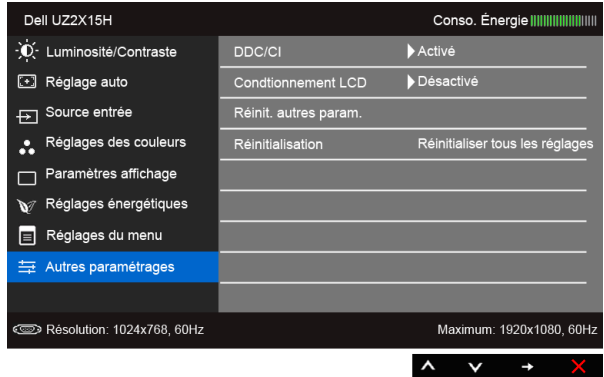 Dell UZ2X15H Conso. Énergie
Luminosité/Contraste DDC/CI Activé
Réglage auto Condtionnement LCD Désactivé
Source entrée Réinit. autres param.
Réglages des couleurs Réinitialisation Réinitialiser tous les réglages
Paramètres affichage
Réglages énergétiques
Réglages du menu
Autres paramétrages
Résolution: 1024x768, 60Hz Maximum: 1920x1080, 60Hz